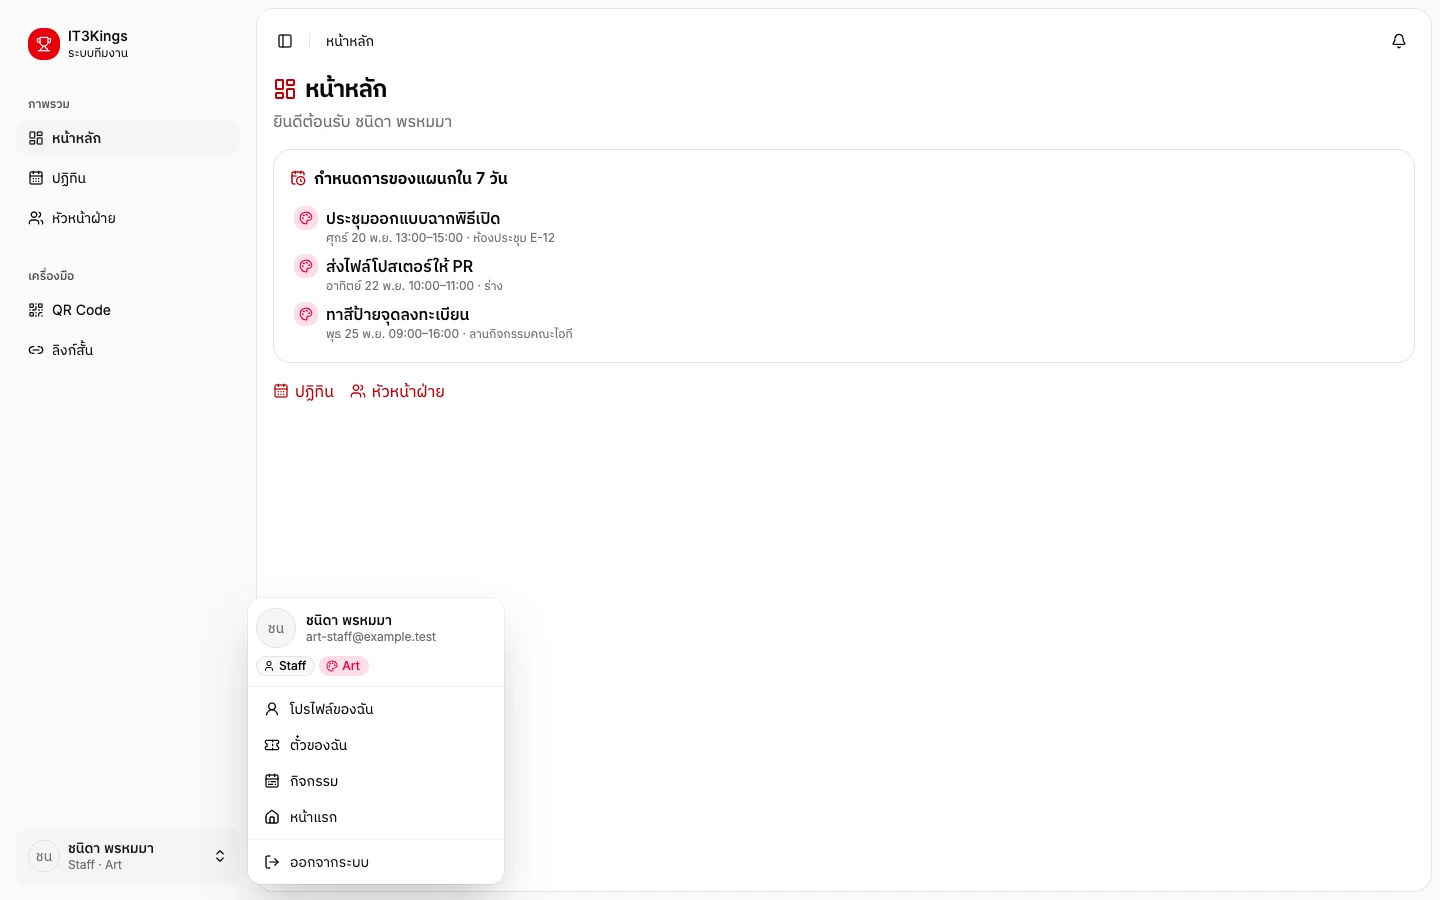 IT3Kings
ระบบทีมงาน
ภาพรวม
หน้าหลัก
ปฏิทิน
หัวหน้าฝ่าย
เครื่องมือ
QR Code
ลิงก์สั้น
หน้าหลัก
หน้าหลัก
ยินดีต้อนรับ ชนิดา พรหมมา
กำหนดการของแผนกใน 7 วัน
ประชุมออกแบบฉากพิธีเปิด
ศุกร์ 20 พ.ย. 13:00–15:00 · ห้องประชุม E-12
ส่งไฟล์โปสเตอร์ให้ PR
อาทิตย์ 22 พ.ย. 10:00–11:00 · ร่าง
ทาสีป้ายจุดลงทะเบียน
พุธ 25 พ.ย. 09:00–16:00 · ลานกิจกรรมคณะไอที
ปฏิทิน หัวหน้าฝ่าย
ชน
ชนิดา พรหมมา
art-staff@example.test
Staff Art
โปรไฟล์ของฉัน
ตั๋วของฉัน
กิจกรรม
หน้าแรก
ออกจากระบบ
ชน
ชนิดา พรหมมา
Staff · Art